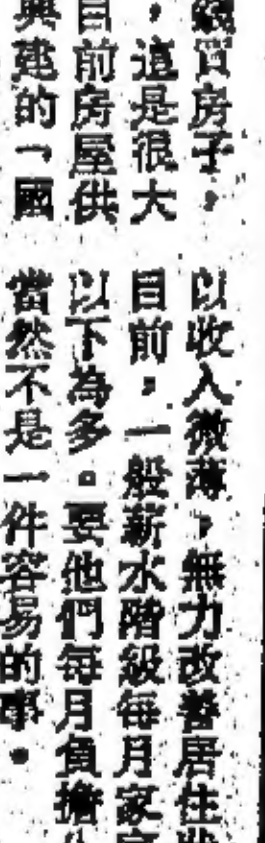 錢買房子，
，這是很大
目前房屋供
興建的「國
以收入微薄，無力改善居住
目前，一般薪水階級每月家
以下為多。要他們每月負擔
當然不是一件容易的事。